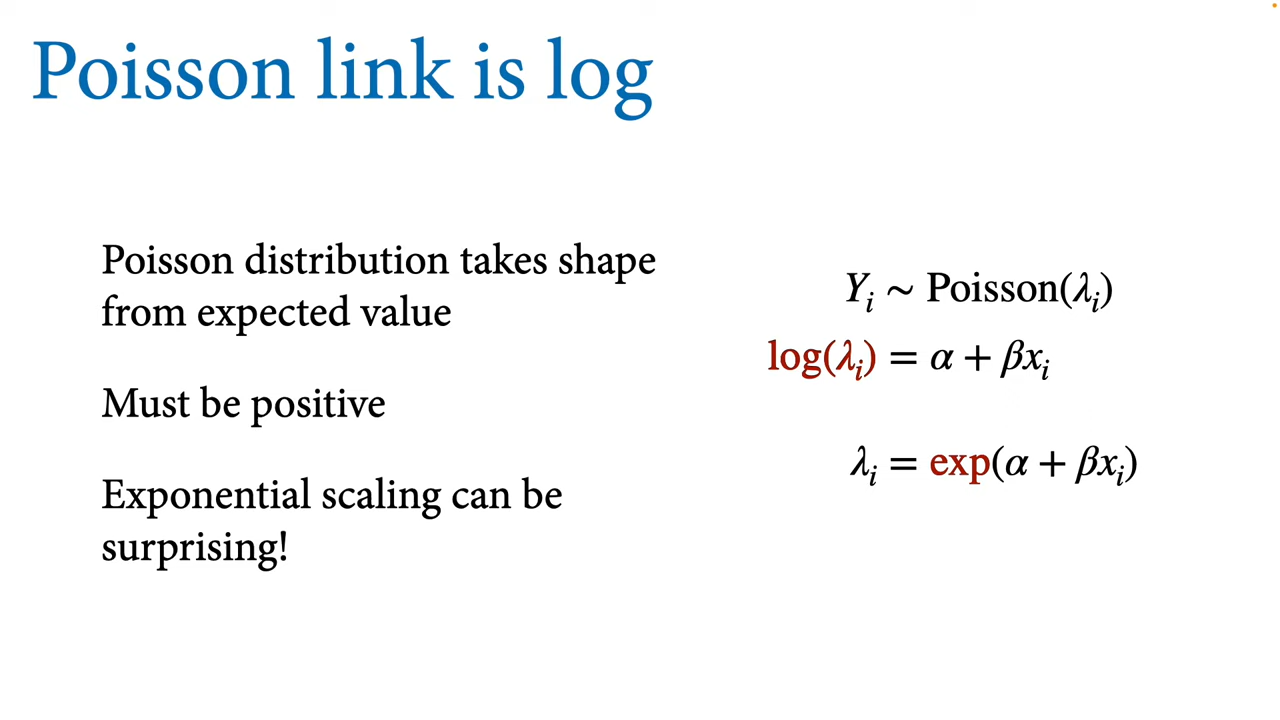 Poisson link is log
Poisson distribution takes shape
from expected value
Must be positive
Exponential scaling can be
surprising!
Yᵢ ∼ Poisson(λᵢ)
log(λᵢ) = α + βxᵢ
λᵢ = exp(α + βxᵢ)